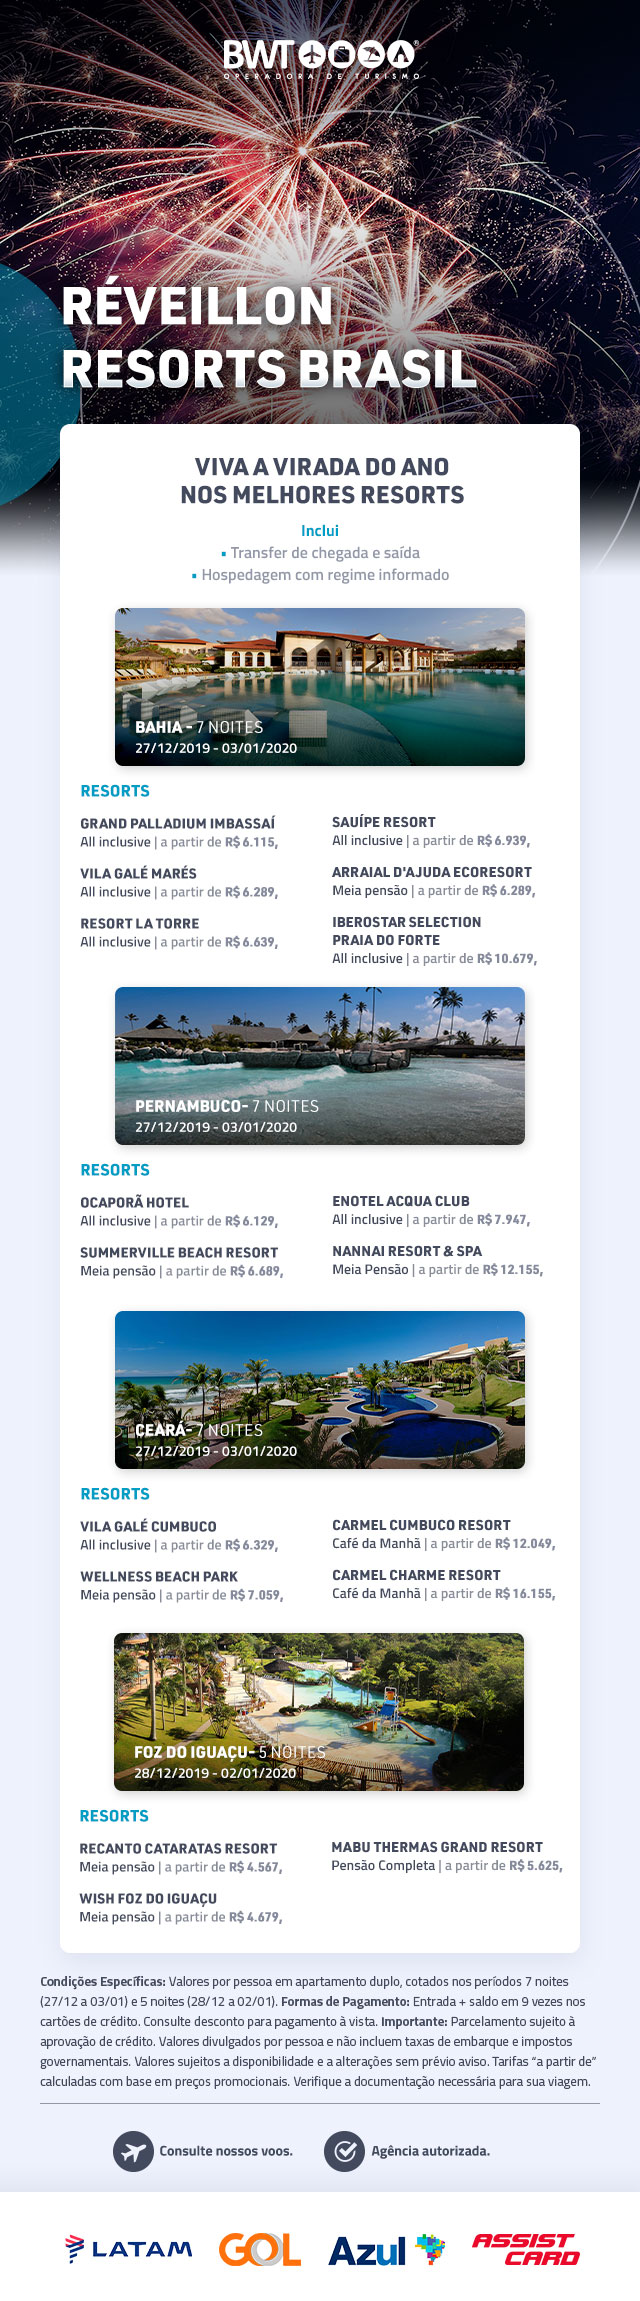 BWT
OPERADORA DE TURISMO
RÉVEILLON
RESORTS BRASIL
VIVA A VIRADA DO ANO
NOS MELHORES RESORTS
Inclui
• Transfer de chegada e saída
• Hospedagem com regime informado
BAHIA - 7 NOITES
27/12/2019 - 03/01/2020
RESORTS
GRAND PALLADIUM IMBASSAÍ
All inclusive | a partir de R$ 6.115,
VILA GALÉ MARÉS
All inclusive | a partir de R$ 6.289,
RESORT LA TORRE
All inclusive | a partir de R$ 6.639,
SAUÍPE RESORT
All inclusive | a partir de R$ 6.939,
ARRAIAL D'AJUDA ECORESORT
Meia pensão | a partir de R$ 6.289,
IBEROSTAR SELECTION
PRAIA DO FORTE
All inclusive | a partir de R$ 10.679,
PERNAMBUCO- 7 NOITES
27/12/2019 - 03/01/2020
RESORTS
OCAPORÃ HOTEL
All inclusive | a partir de R$ 6.129,
SUMMERVILLE BEACH RESORT
Meia pensão | a partir de R$ 6.689,
ENOTEL ACQUA CLUB
All inclusive | a partir de R$ 7.947,
NANNAI RESORT & SPA
Meia Pensão | a partir de R$ 12.155,
CEARÁ- 7 NOITES
27/12/2019 - 03/01/2020
RESORTS
VILA GALÉ CUMBUCO
All inclusive | a partir de R$ 6.329,
WELLNESS BEACH PARK
Meia pensão | a partir de R$ 7.059,
CARMEL CUMBUCO RESORT
Café da Manhã | a partir de R$ 12.049,
CARMEL CHARME RESORT
Café da Manhã | a partir de R$ 16.155,
FOZ DO IGUAÇU- 5 NOITES
28/12/2019 - 02/01/2020
RESORTS
RECANTO CATARATAS RESORT
Meia pensão | a partir de R$ 4.567,
WISH FOZ DO IGUAÇU
Meia pensão | a partir de R$ 4.679,
MABU THERMAS GRAND RESORT
Pensão Completa | a partir de R$ 5.625,
Condições Específicas: Valores por pessoa em apartamento duplo, cotados nos períodos 7 noites
(27/12 a 03/01) e 5 noites (28/12 a 02/01). Formas de Pagamento: Entrada + saldo em 9 vezes nos
cartões de crédito. Consulte desconto para pagamento à vista. Importante: Parcelamento sujeito à
aprovação de crédito. Valores divulgados por pessoa e não incluem taxas de embarque e impostos
governamentais. Valores sujeitos a disponibilidade e a alterações sem prévio aviso. Tarifas “a partir de”
calculadas com base em preços promocionais. Verifique a documentação necessária para sua viagem.
Consulte nossos voos.
Agência autorizada.
LATAM
GOL
Azul
ASSIST
CARD